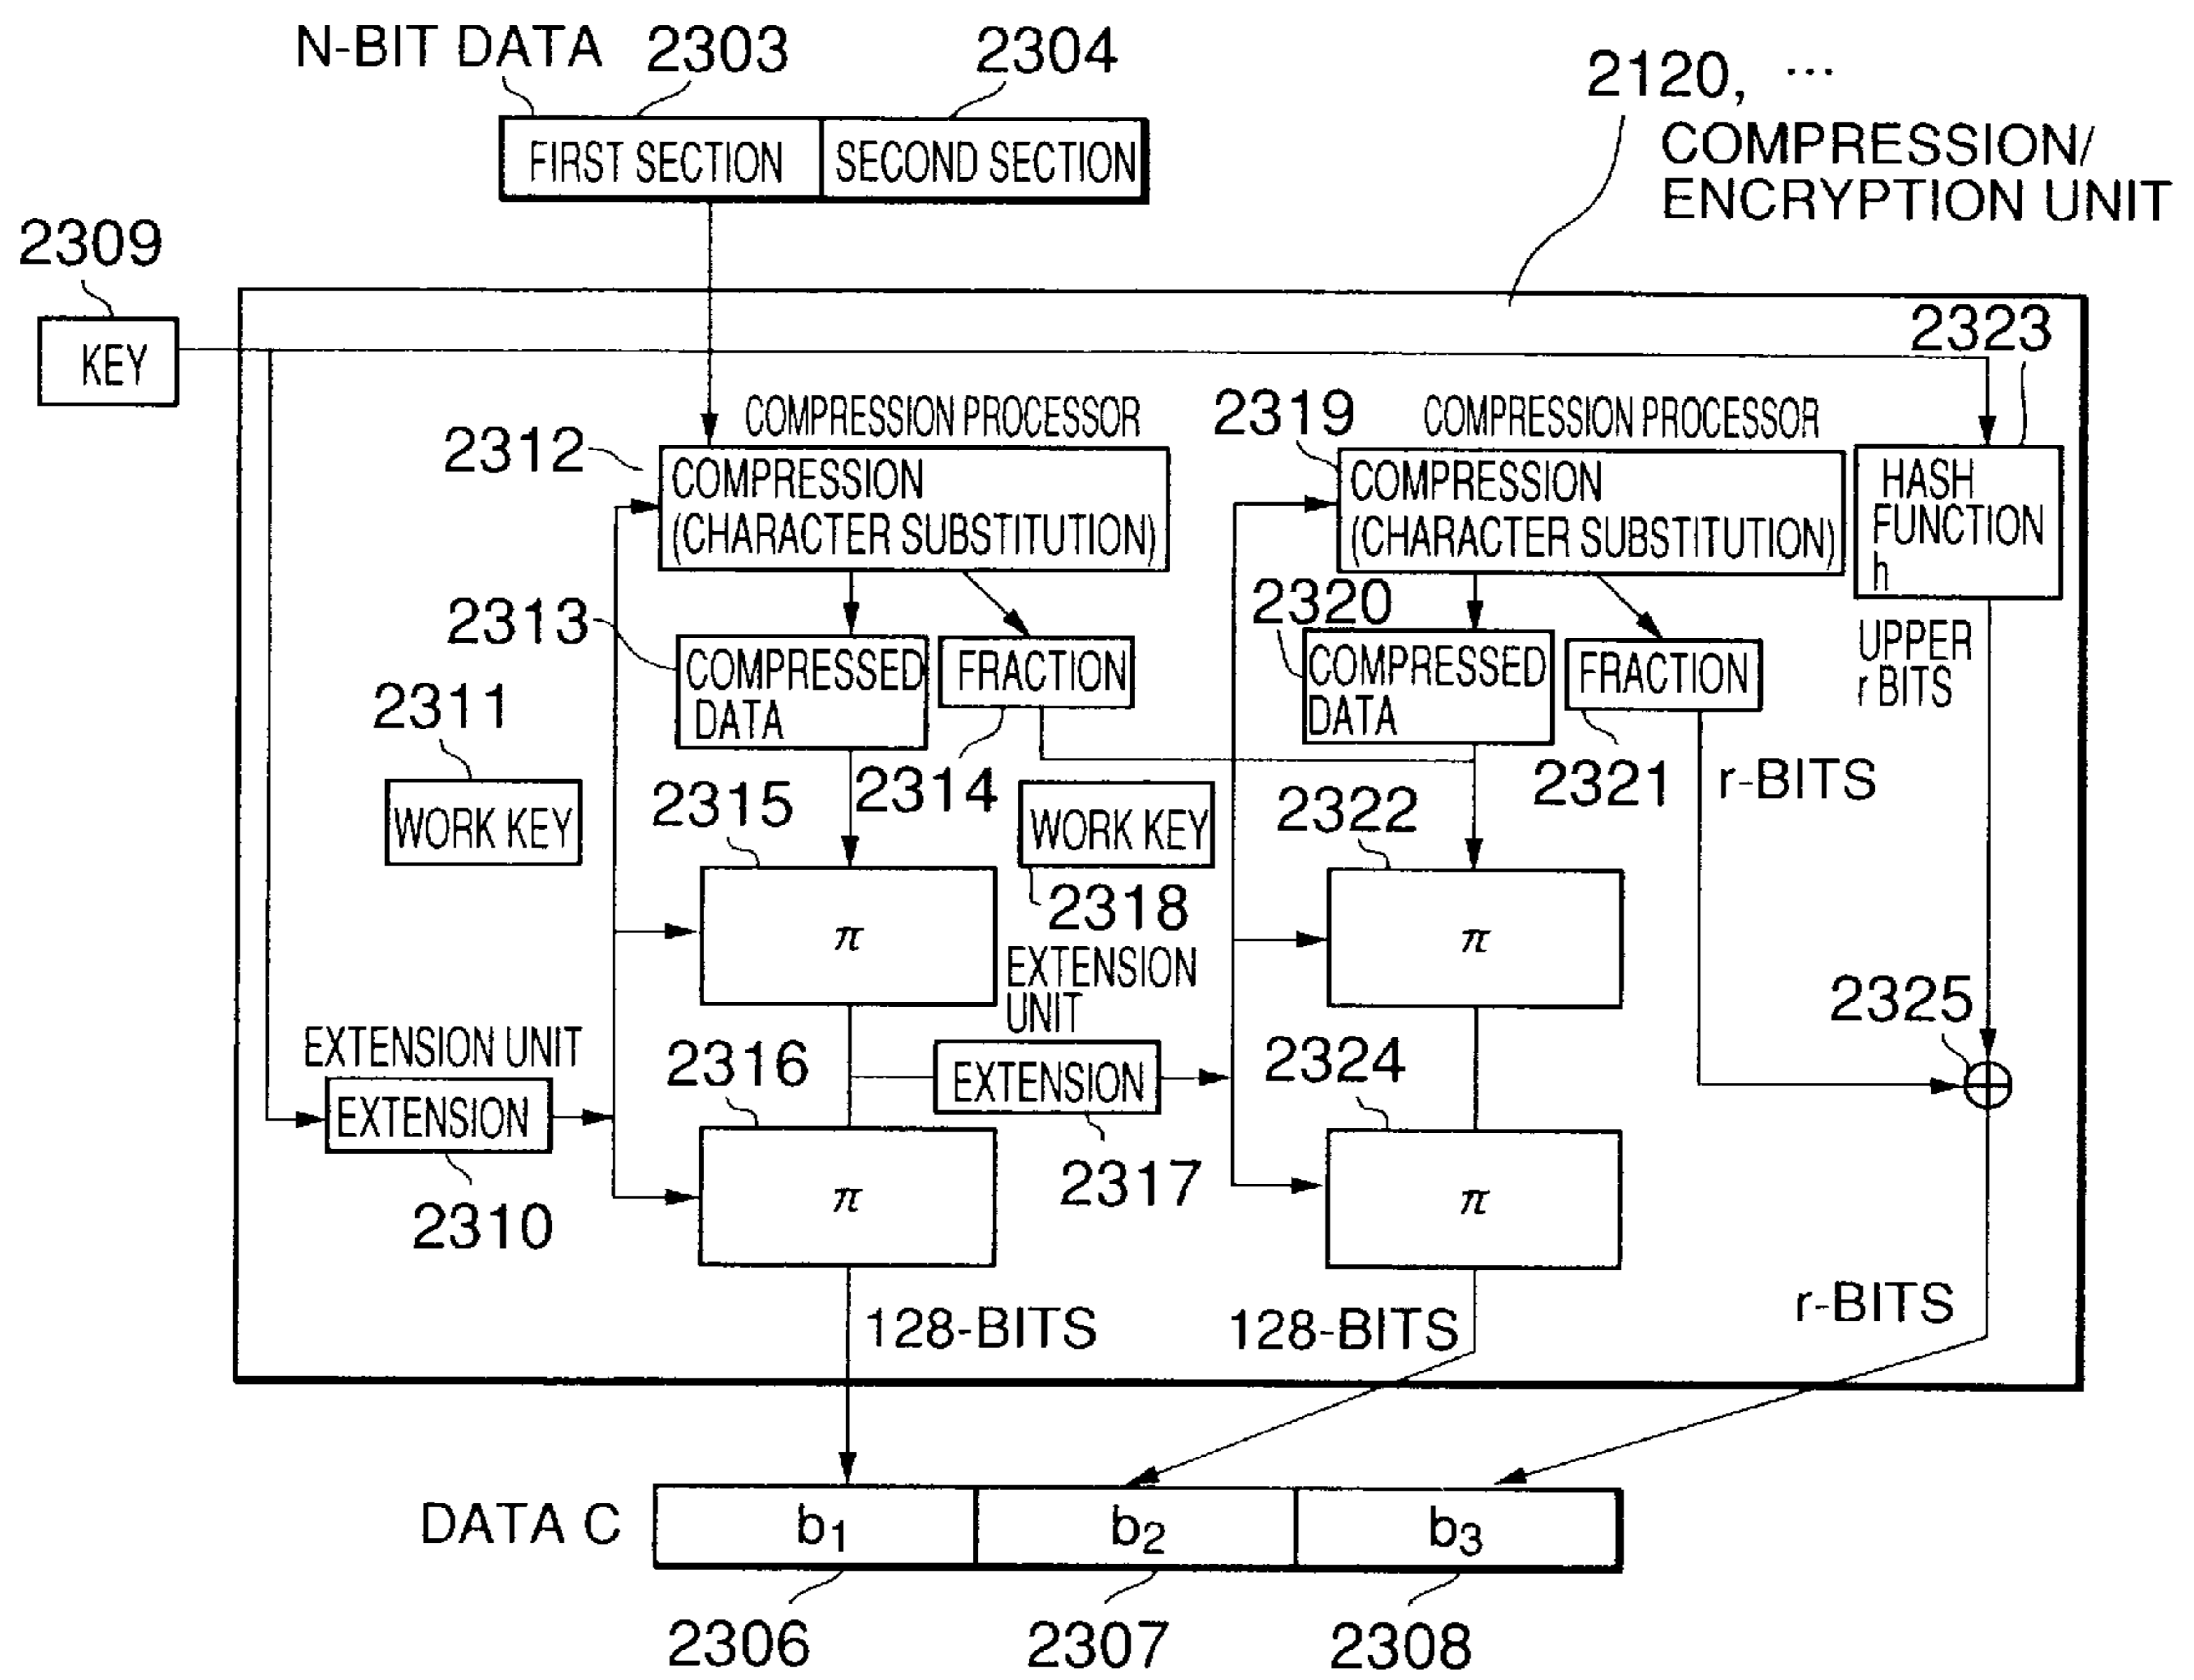 N-BIT DATA 2303 2304
2120, ...
COMPRESSION/
ENCRYPTION UNIT
FIRST SECTION SECOND SECTION
2309
KEY
2323
COMPRESSION PROCESSOR
2312
COMPRESSION
(CHARACTER SUBSTITUTION)
2319
COMPRESSION PROCESSOR
COMPRESSION
(CHARACTER SUBSTITUTION)
HASH
FUNCTION
h
2313
COMPRESSED
DATA
FRACTION
2314
2320
COMPRESSED
DATA
FRACTION
2321
r-BITS
UPPER
r BITS
2311
WORK KEY
2315
π
WORK KEY
2318
2322
π
EXTENSION
UNIT
EXTENSION
2317
EXTENSION UNIT
EXTENSION
2310
2316
π
2324
π
2325
128-BITS
128-BITS
r-BITS
DATA C
b1 b2 b3
2306 2307 2308